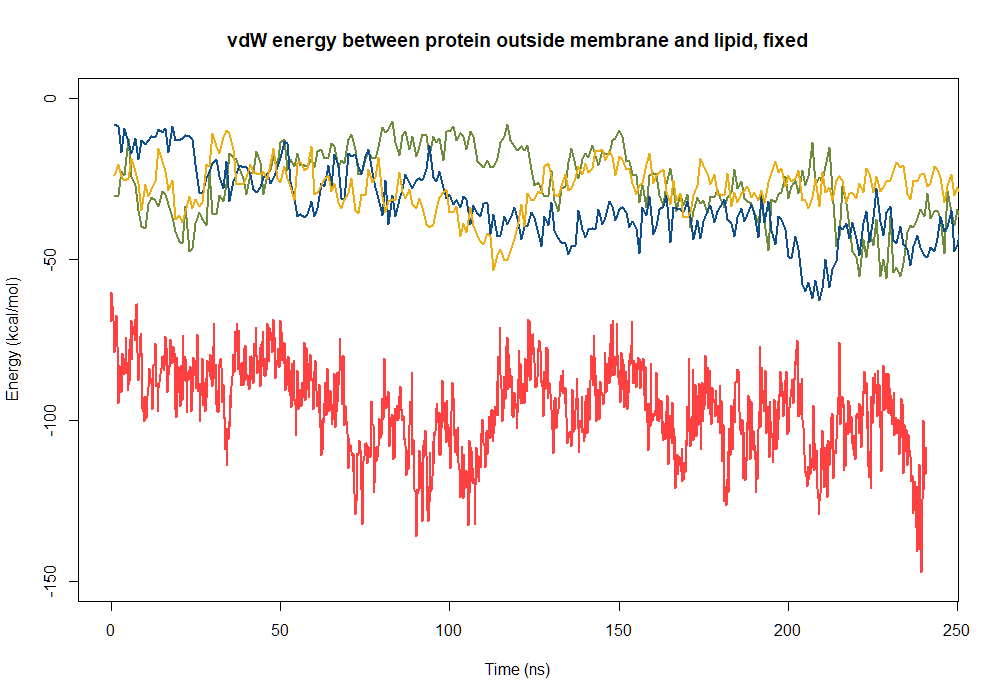 vdW energy between protein outside membrane and lipid, fixed
Energy (kcal/mol)
0
-50
-100
-150
0 50 100 150 200 250
Time (ns)